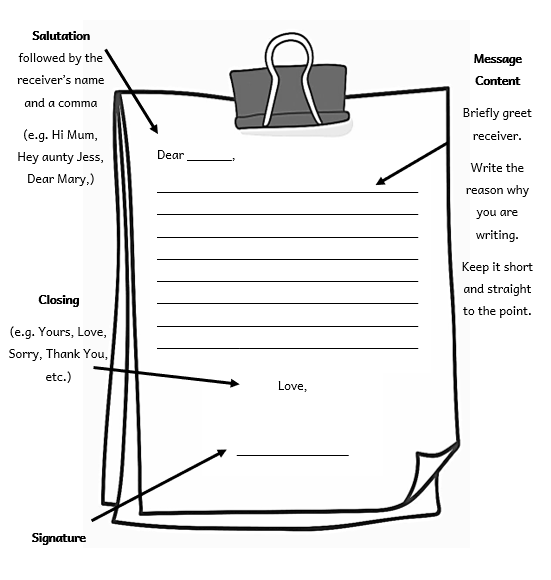 Salutation
followed by the
receiver's name
and a comma
(e.g. Hi Mum,
Hey aunty Jess,
Dear Mary,)
Message
Content
Briefly greet
receiver.
Write the
reason why
you are
writing.
Keep it short
and straight
to the point.
Dear _______,
Closing
(e.g. Yours, Love,
Sorry, Thank You,
etc.)
Love,
Signature